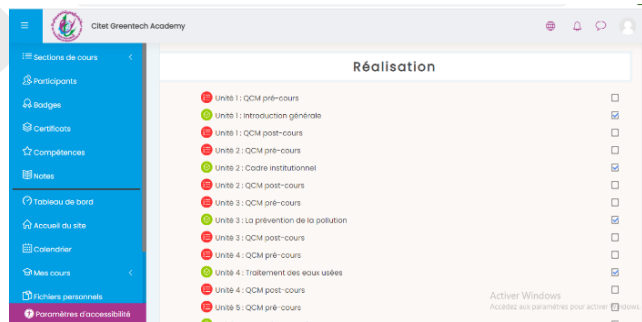 Citet Greentech Academy
Sections de cours
Participants
Badges
Certificats
Compétences
Notes
Tableau de bord
Accueil du site
Calendrier
Mes cours
Fichiers personnels
Paramètres d'accessibilité
Réalisation
Unité 1 : QCM pré-cours
Unité 1 : Introduction générale
Unité 1 : QCM post-cours
Unité 2 : QCM pré-cours
Unité 2 : Cadre institutionnel
Unité 2 : QCM post-cours
Unité 3 : QCM pré-cours
Unité 3 : La prévention de la pollution
Unité 3 : QCM post-cours
Unité 4 : QCM pré-cours
Unité 4 : Traitement des eaux usées
Unité 4 : QCM post-cours
Unité 5 : QCM pré-cours
Activer Windows
Accédez aux paramètres pour activer Windows.